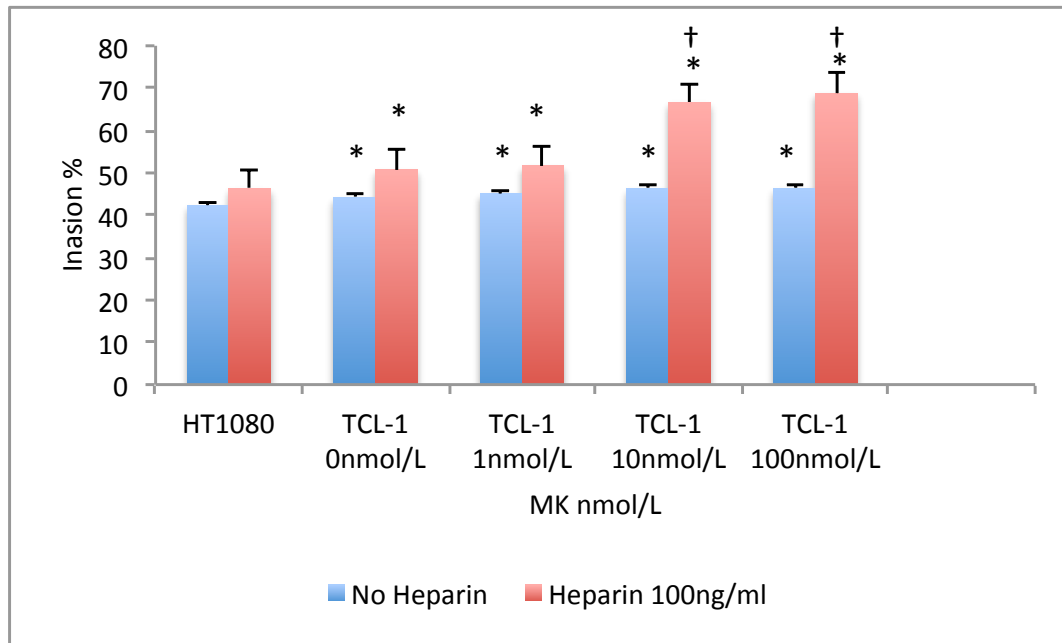 † †
* *
* * * * * *
Inasion %
80
70
60
50
40
30
20
10
0
HT1080 TCL-1 TCL-1 TCL-1 TCL-1
0nmol/L 1nmol/L 10nmol/L 100nmol/L
MK nmol/L
No Heparin Heparin 100ng/ml